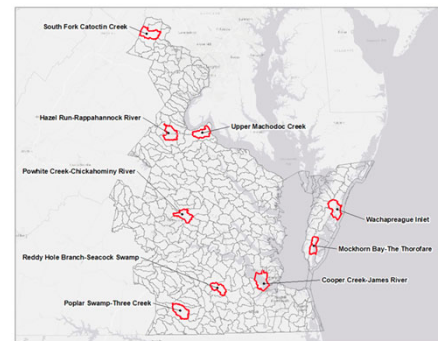 South Fork Catoctin Creek
Hazel Run-Rappahannock River
Upper Machodoc Creek
Powhite Creek-Chickahominy River
Wachapreague Inlet
Mockhorn Bay-The Thorofare
Reddy Hole Branch-Seacock Swamp
Cooper Creek-James River
Poplar Swamp-Three Creek